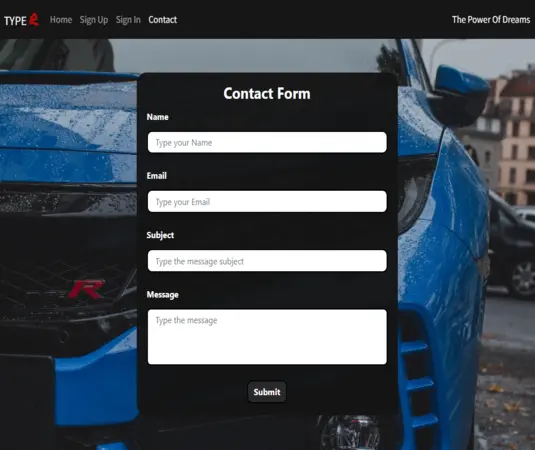 TYPE R
Home Sign Up Sign In Contact
The Power Of Dreams
Contact Form
Name
Type your Name
Email
Type your Email
Subject
Type the message subject
Message
Type the message
Submit
R